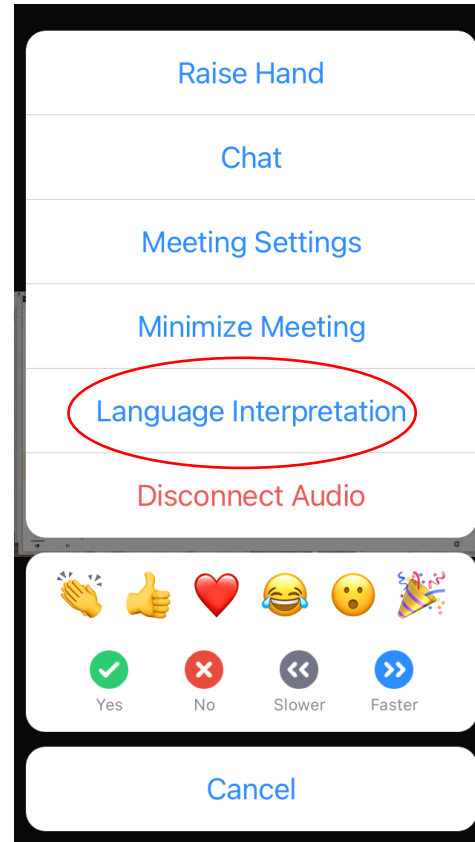 Raise Hand
Chat
Meeting Settings
Minimize Meeting
Language Interpretation
Disconnect Audio
Yes No Slower Faster
Cancel